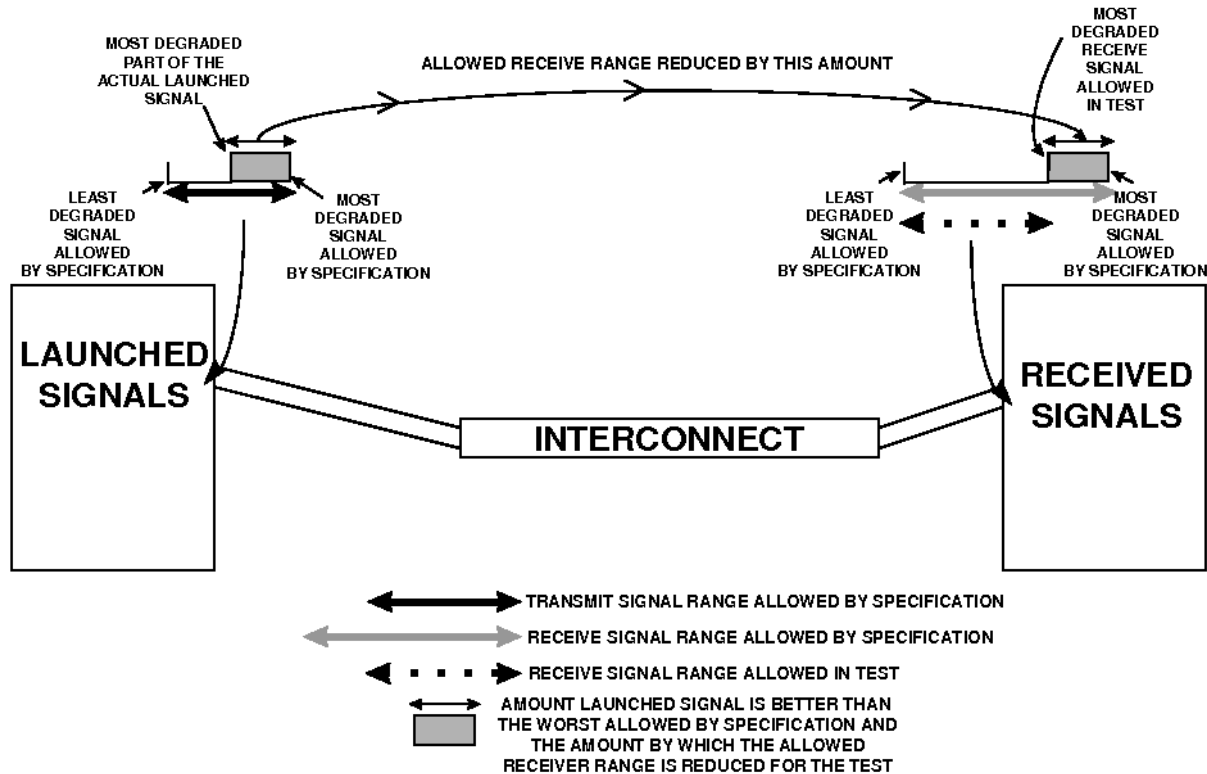 MOST DEGRADED
PART OF THE
ACTUAL LAUNCHED
SIGNAL
ALLOWED RECEIVE RANGE REDUCED BY THIS AMOUNT
MOST
DEGRADED
RECEIVE
SIGNAL
ALLOWED
IN TEST
LEAST
DEGRADED
SIGNAL
ALLOWED
BY SPECIFICATION
MOST
DEGRADED
SIGNAL
ALLOWED
BY SPECIFICATION
LEAST
DEGRADED
SIGNAL
ALLOWED
BY SPECIFICATION
MOST
DEGRADED
SIGNAL
ALLOWED
BY SPECIFICATION
LAUNCHED
SIGNALS
INTERCONNECT
RECEIVED
SIGNALS
TRANSMIT SIGNAL RANGE ALLOWED BY SPECIFICATION
RECEIVE SIGNAL RANGE ALLOWED BY SPECIFICATION
RECEIVE SIGNAL RANGE ALLOWED IN TEST
AMOUNT LAUNCHED SIGNAL IS BETTER THAN
THE WORST ALLOWED BY SPECIFICATION AND
THE AMOUNT BY WHICH THE ALLOWED
RECEIVER RANGE IS REDUCED FOR THE TEST